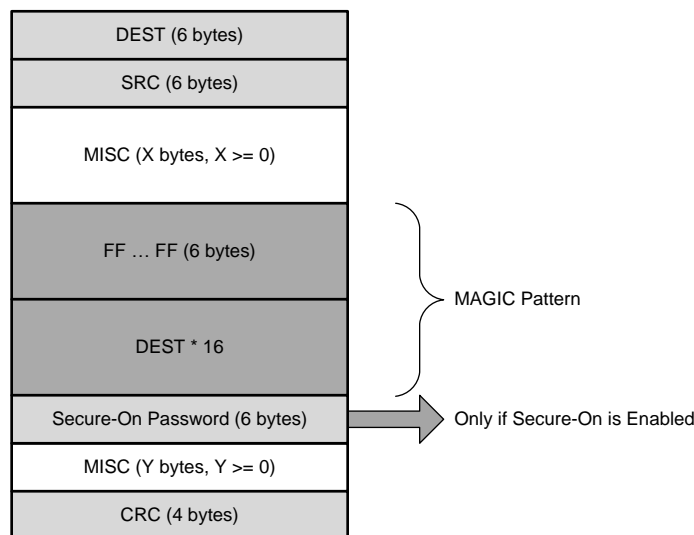 DEST (6 bytes)
SRC (6 bytes)
MISC (X bytes, X >= 0)
FF … FF (6 bytes)
MAGIC Pattern
DEST * 16
Secure-On Password (6 bytes)
Only if Secure-On is Enabled
MISC (Y bytes, Y >= 0)
CRC (4 bytes)